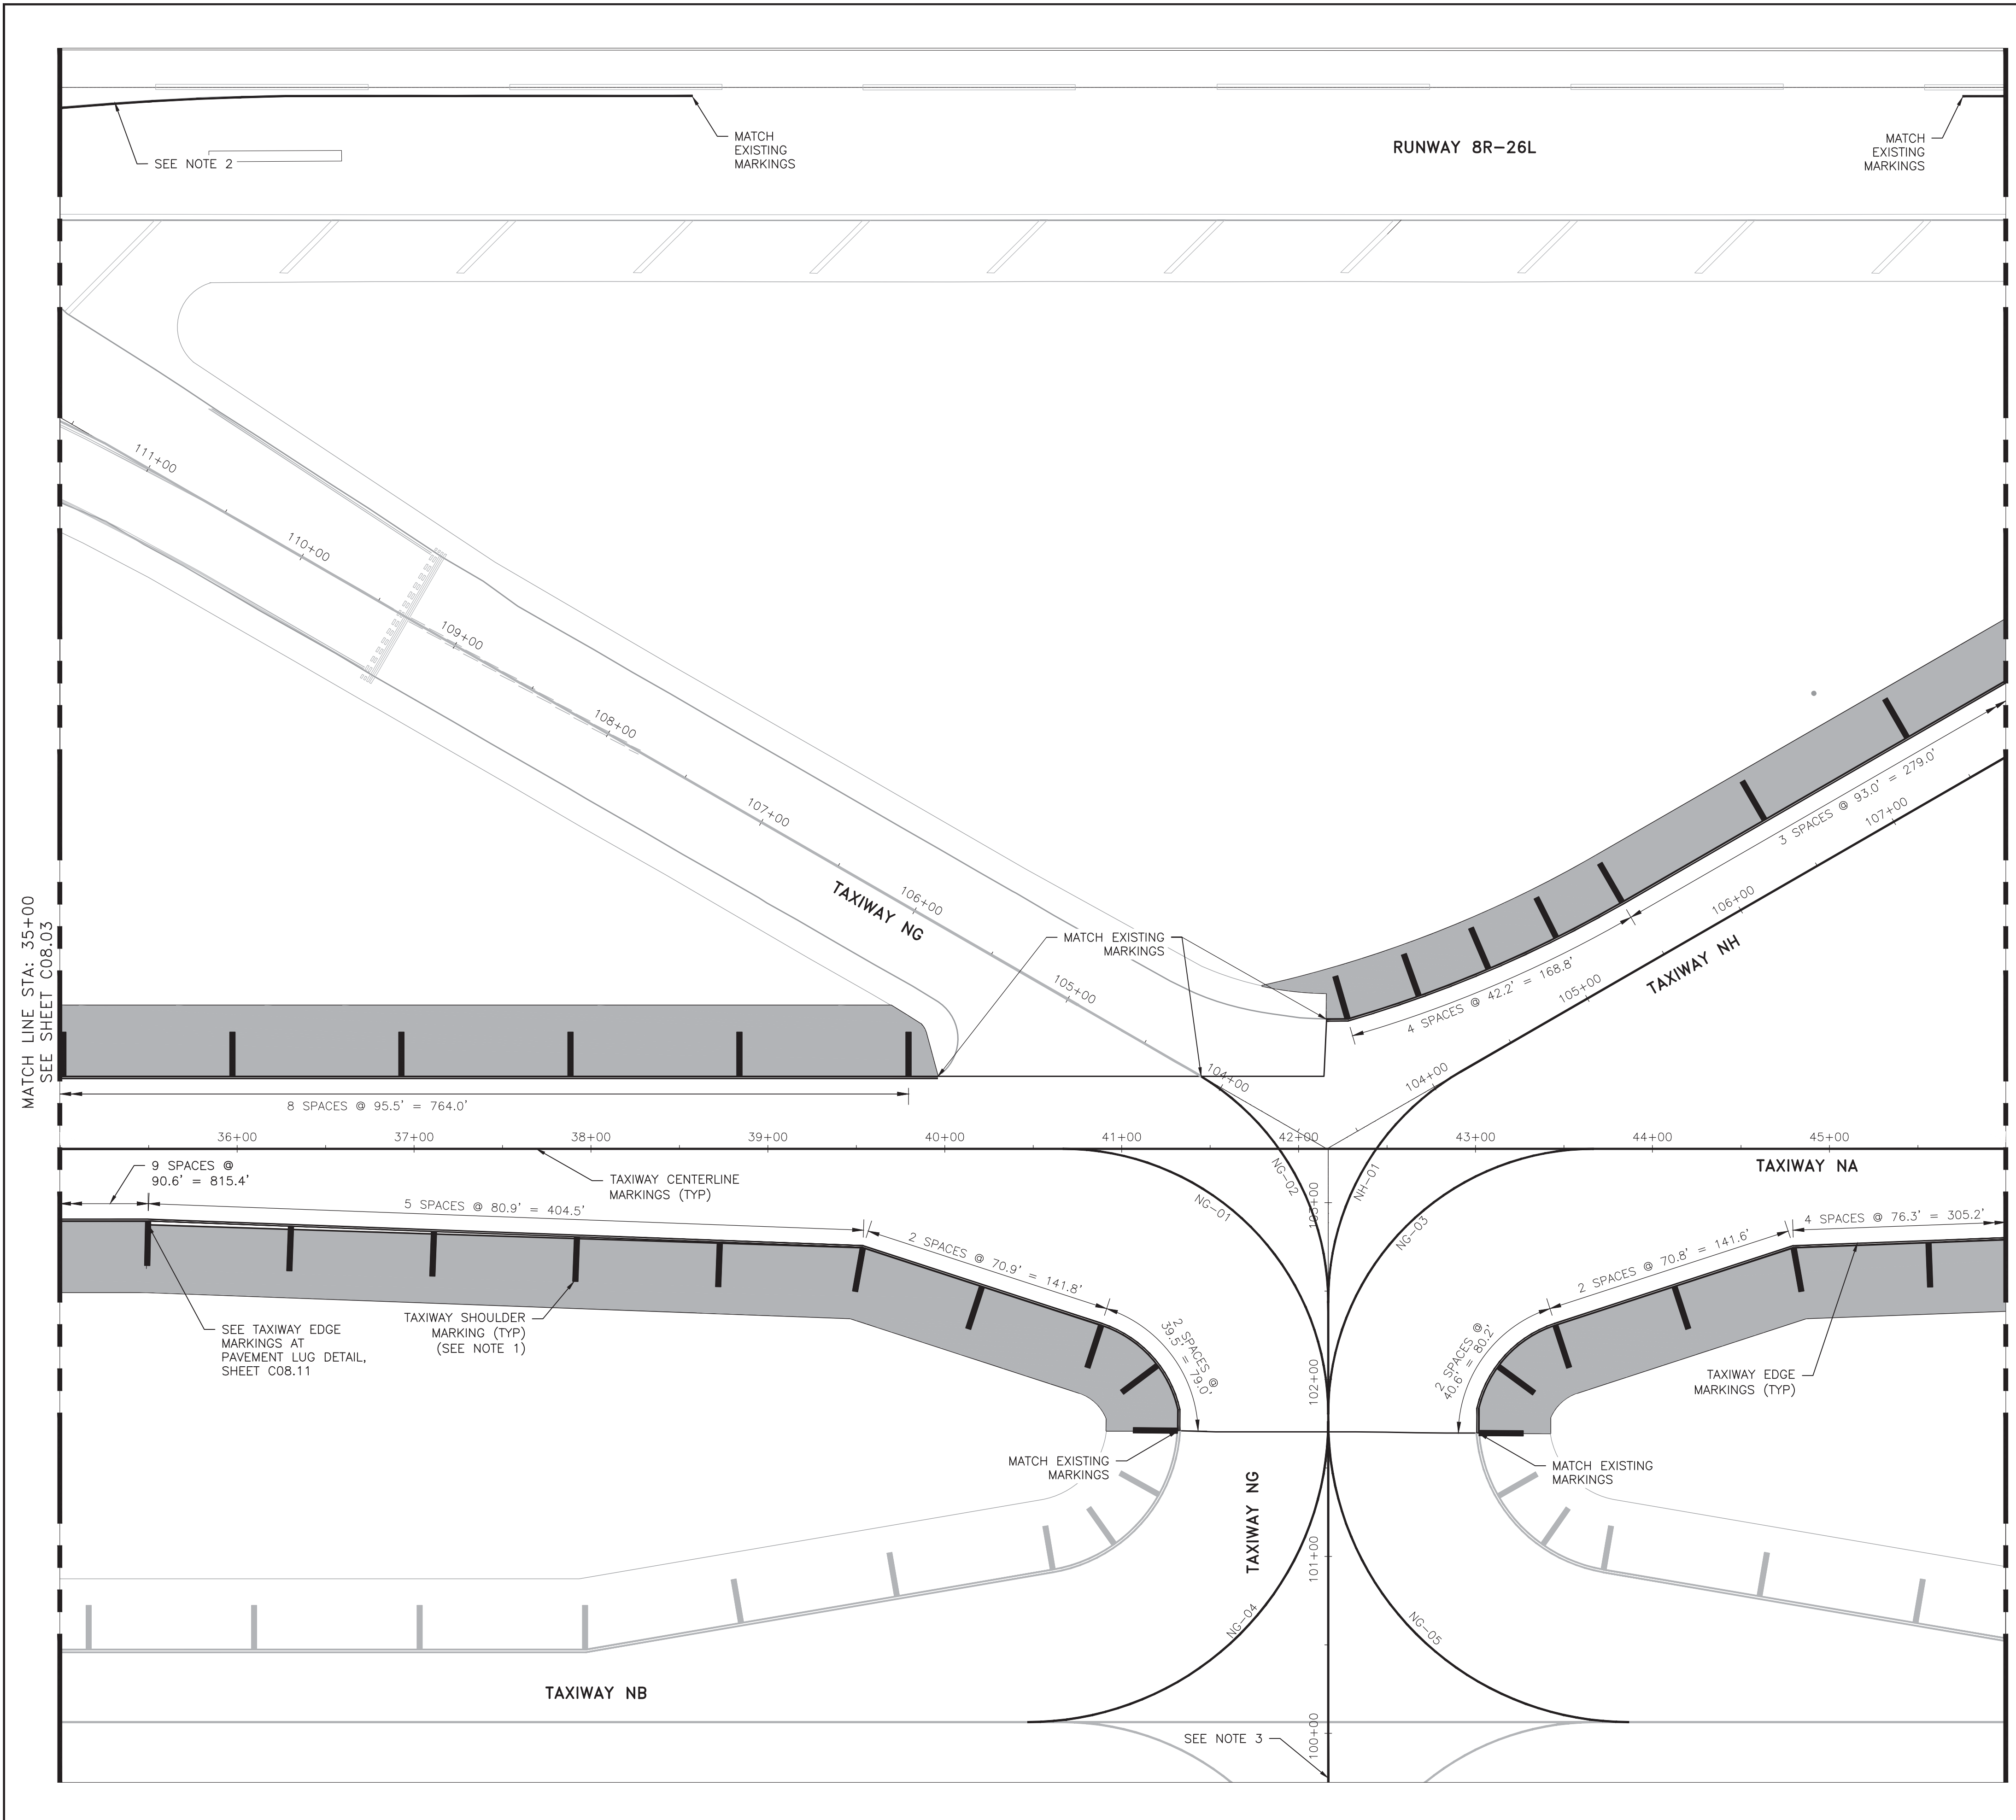 MATCH
EXISTING
MARKINGS
SEE NOTE 2
RUNWAY 8R-26L
MATCH
EXISTING
MARKINGS
111+00
110+00
109+00
108+00
107+00
106+00
105+00
104+00
TAXIWAY NG
MATCH EXISTING
MARKINGS
3 SPACES @ 93.0' = 279.0'
107+00
106+00
105+00
104+00
4 SPACES @ 42.2' = 168.8'
TAXIWAY NH
MATCH LINE STA: 35+00
SEE SHEET C08.03
8 SPACES @ 95.5' = 764.0'
36+00
37+00
38+00
39+00
40+00
41+00
42+00
43+00
44+00
45+00
9 SPACES @
90.6' = 815.4'
TAXIWAY CENTERLINE
MARKINGS (TYP)
TAXIWAY NA
5 SPACES @ 80.9' = 404.5'
NG-01
NG-02
NH-01
NG-03
103+00
4 SPACES @ 76.3' = 305.2'
2 SPACES @ 70.9' = 141.8'
2 SPACES @ 70.8' = 141.6'
SEE TAXIWAY EDGE
MARKINGS AT
PAVEMENT LUG DETAIL,
SHEET C08.11
TAXIWAY SHOULDER
MARKING (TYP)
(SEE NOTE 1)
2 SPACES @
39.5' = 79.0'
102+00
2 SPACES @
40.6' = 80.2'
TAXIWAY EDGE
MARKINGS (TYP)
MATCH EXISTING
MARKINGS
MATCH EXISTING
MARKINGS
TAXIWAY NG
101+00
NG-04
NG-05
TAXIWAY NB
SEE NOTE 3
100+00